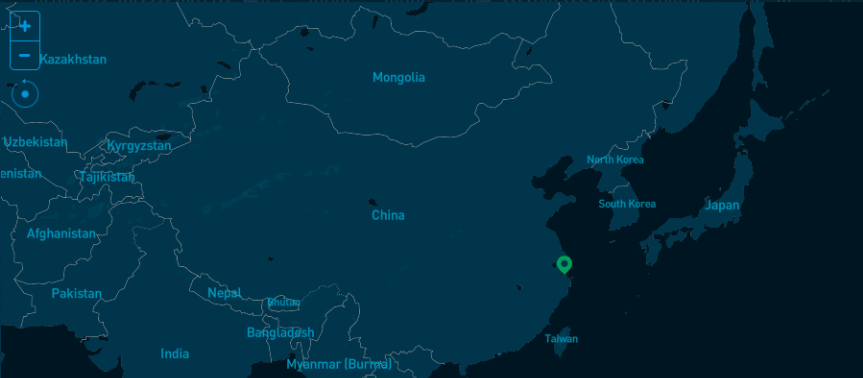 +
−
Kazakhstan
Mongolia
Uzbekistan
Kyrgyzstan
enistan
Tajikistan
North Korea
South Korea
Japan
China
Afghanistan
Pakistan
Nepal
Bhutan
Bangladesh
Taiwan
India
Myanmar (Burma)